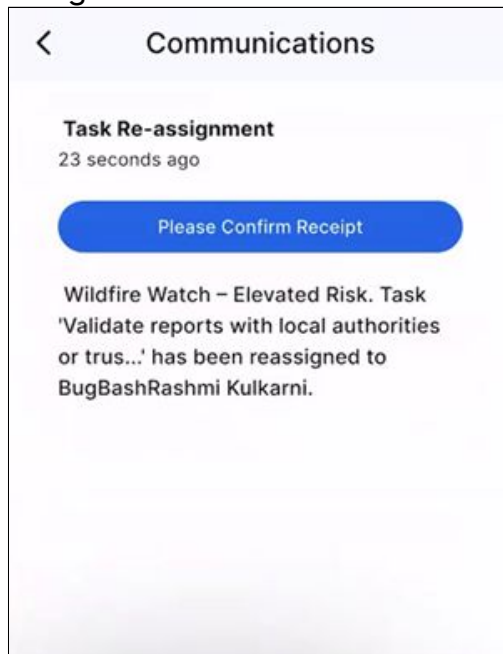 Communications
Task Re-assignment
23 seconds ago
Please Confirm Receipt
Wildfire Watch – Elevated Risk. Task
'Validate reports with local authorities
or trus...' has been reassigned to
BugBashRashmi Kulkarni.